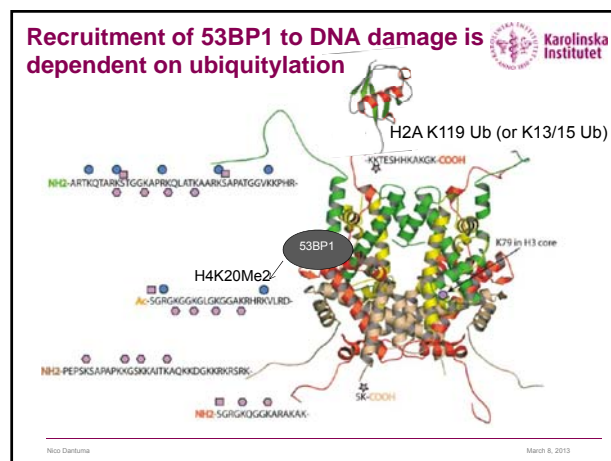 Recruitment of 53BP1 to DNA damage is
dependent on ubiquitylation
Karolinska
Institutet
H2A K119 Ub (or K13/15 Ub)
-KKTESHHKAKGK-COOH
NH2-ARTKQTARKSTGGKAPRKQLATKAARKSAPATGGVKKPHR-
53BP1
K79 in H3 core
H4K20Me2
Ac-SGRGKGGKGLGKGGAKRHRKVLRD-
NH2-PEPSKSAPAPKKGSKKAITKAQKKDGKKRKRSRK-
SK-COOH
NH2-SGRGKQGGKARAKAK-
Nico Dantuma
March 8, 2013